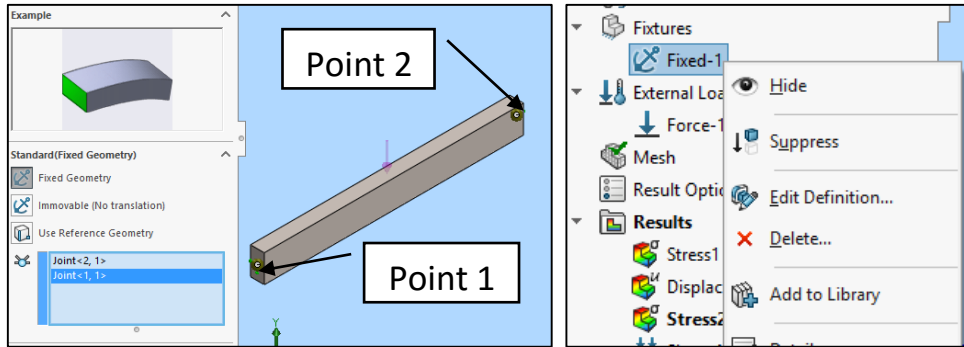 Example
Standard(Fixed Geometry)
Fixed Geometry
Immovable (No translation)
Use Reference Geometry
Joint<2, 1>
Joint<1, 1>
Point 2
Point 1
Y
Fixtures
Fixed-1
External Loa
Force-1
Mesh
Result Optic
Results
Stress1
Displac
Stress2
Hide
Suppress
Edit Definition...
Delete...
Add to Library